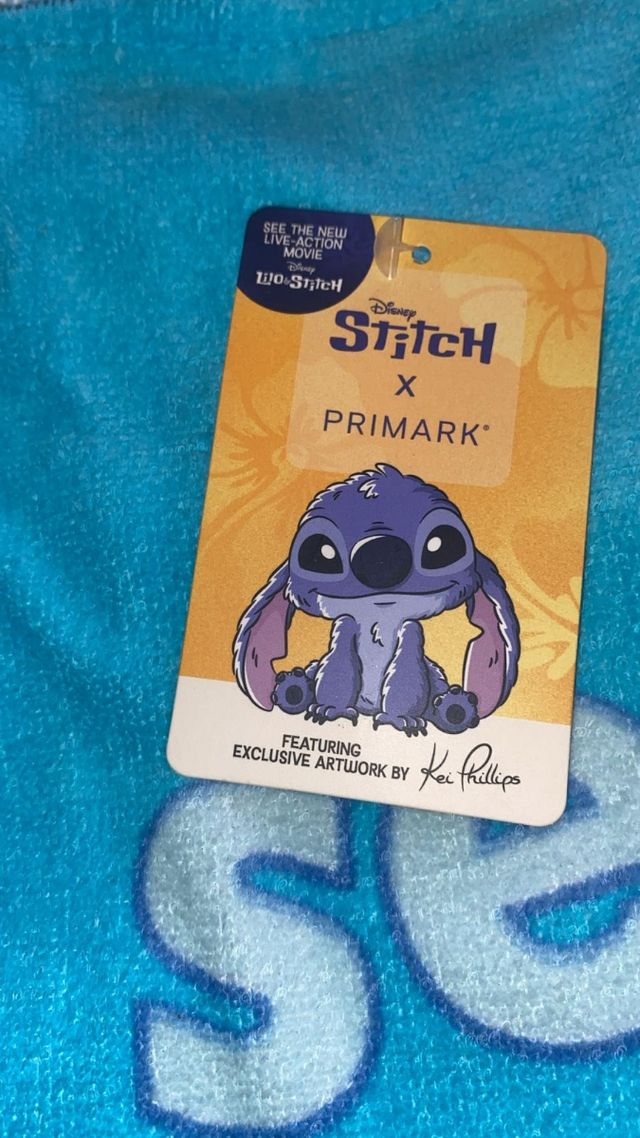 SEE THE NEW
LIVE-ACTION
MOVIE
Disney
LILO & STITCH
Disney
STITCH
X
PRIMARK®
FEATURING
EXCLUSIVE ARTWORK BY Kei Phillips
se